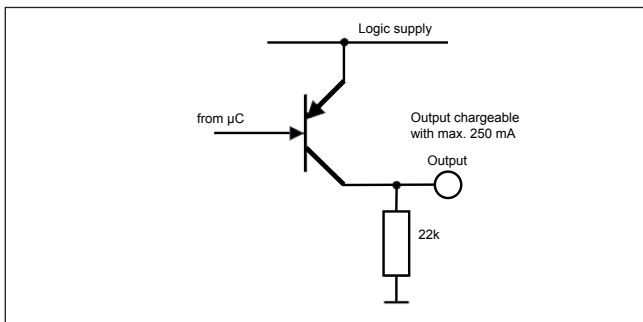 Logic supply
from µC
Output chargeable
with max. 250 mA
Output
22k